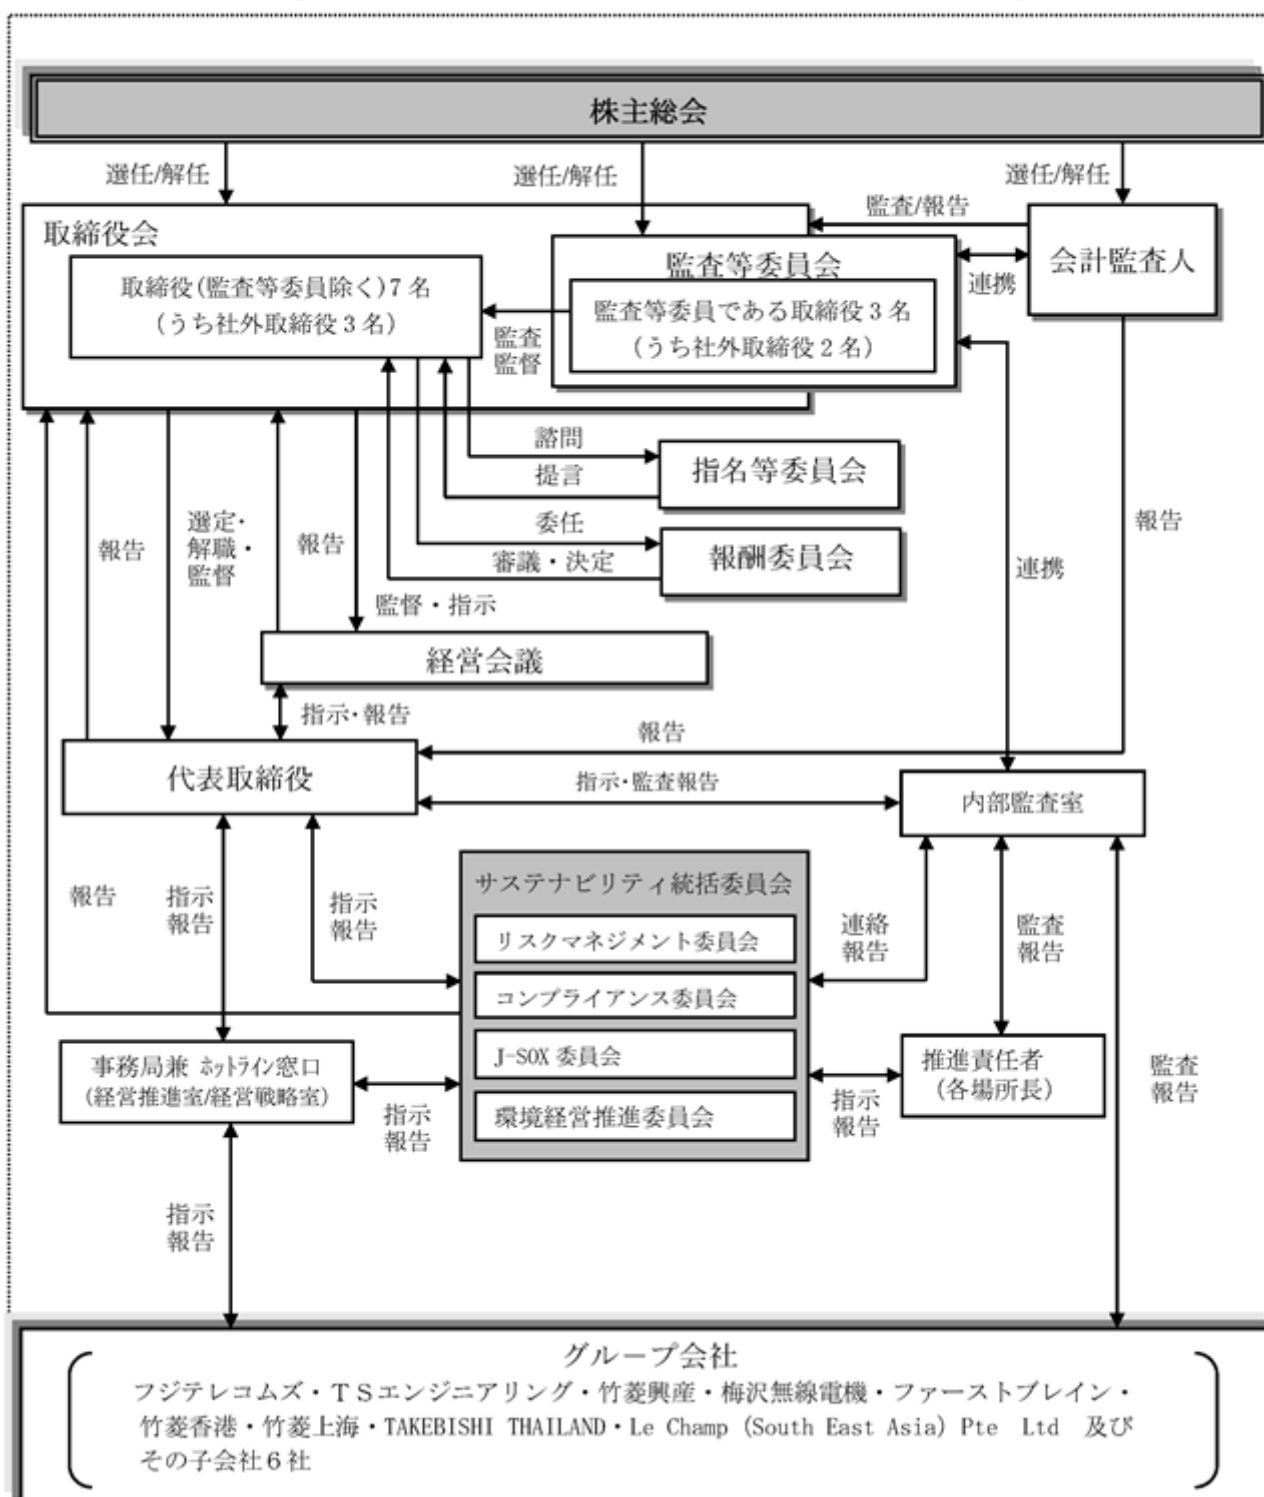 株主総会
選任/解任
選任/解任
選任/解任
監査/報告
取締役会
監査等委員会
会計監査人
連携
取締役(監査等委員除く)7名
(うち社外取締役3名)
監査等委員である取締役3名
(うち社外取締役2名)
監査
監督
諮問
提言
指名等委員会
委任
審議・決定
報酬委員会
報告
選定・
解職・
監督
報告
監督・指示
報告
連携
経営会議
指示・報告
報告
代表取締役
指示・監査報告
内部監査室
報告
指示
報告
指示
報告
サステナビリティ統括委員会
リスクマネジメント委員会
コンプライアンス委員会
J-SOX 委員会
環境経営推進委員会
連絡
報告
監査
報告
事務局兼 ホットライン窓口
(経営推進室/経営戦略室)
指示
報告
指示
報告
推進責任者
(各場所長)
監査
報告
指示
報告
グループ会社
フジテレコムズ・TSエンジニアリング・竹菱興産・梅沢無線電機・ファーストブレイン・
竹菱香港・竹菱上海・TAKEBISHI THAILAND・Le Champ (South East Asia) Pte Ltd 及び
その子会社6社